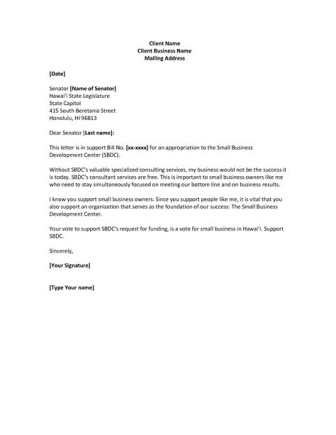 Client Name
Client Business Name
Mailing Address
[Date]
Senator [Name of Senator]
Hawai'i State Legislature
State Capitol
415 South Beretania Street
Honolulu, HI 96813
Dear Senator [Last name]:
This letter is in support Bill No. [xx-xxxx] for an appropriation to the Small Business
Development Center (SBDC).
Without SBDC's valuable specialized consulting services, my business would not be the success it
is today. SBDC's consultant services are free. This is important to small business owners like me
who need to stay simultaneously focused on meeting our bottom line and on business results.
I know you support small business owners. Since you support people like me, it is vital that you
also support an organization that serves as the foundation of our success: The Small Business
Development Center.
Your vote to support SBDC's request for funding, is a vote for small business in Hawai'i. Support
SBDC.
Sincerely,
[Your Signature]
[Type Your name]